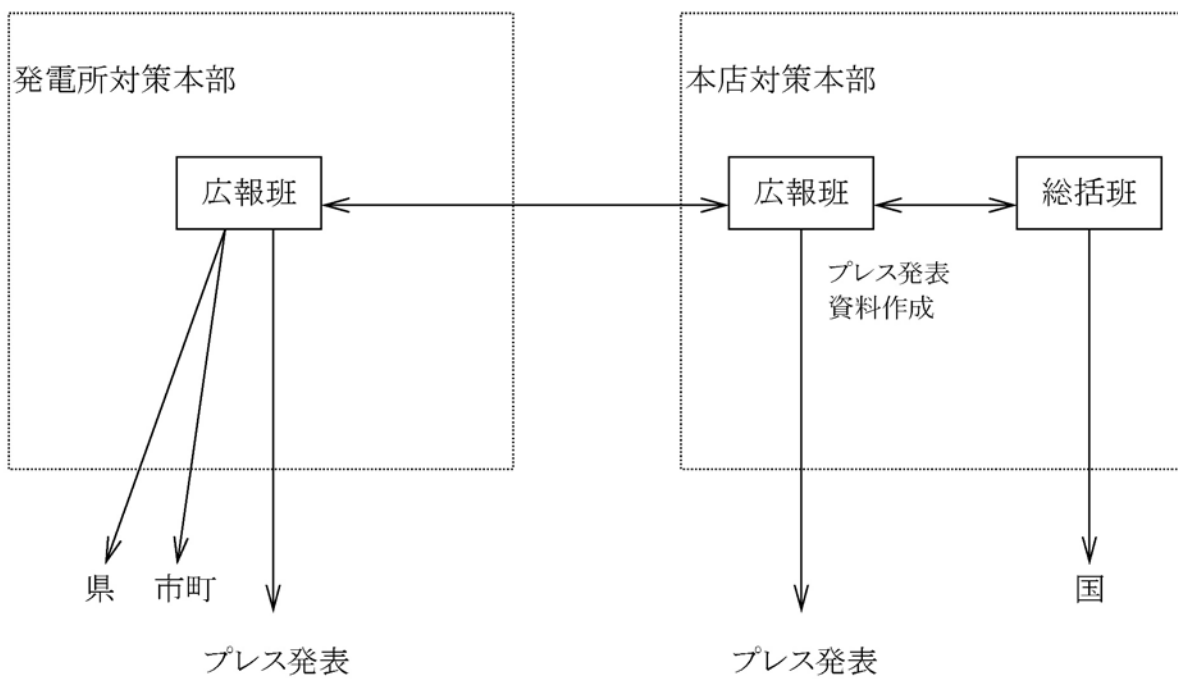 発電所対策本部
本店対策本部
広報班
広報班
総括班
プレス発表
資料作成
県
市町
国
プレス発表
プレス発表